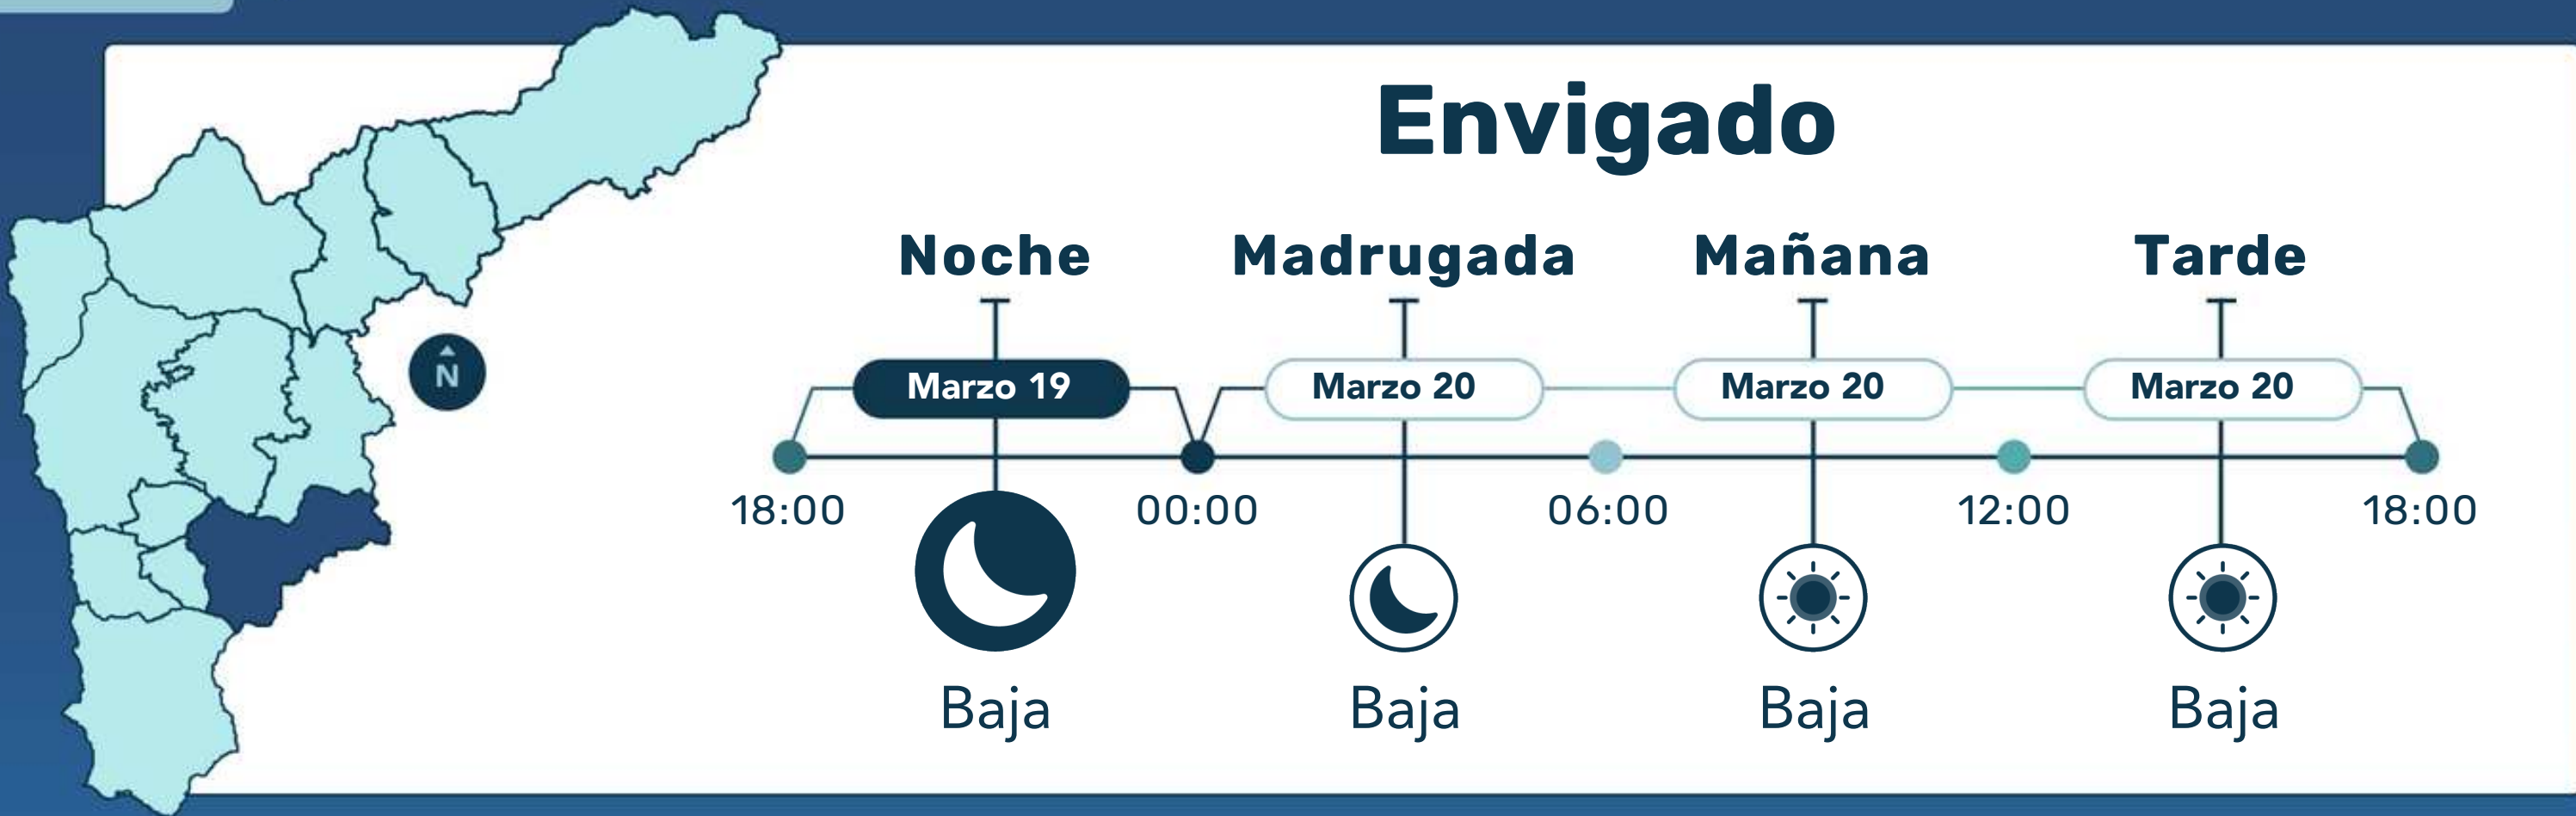 Envigado
Noche Madrugada Mañana Tarde
Marzo 19 Marzo 20 Marzo 20 Marzo 20
N
18:00 00:00 06:00 12:00 18:00
Baja Baja Baja Baja